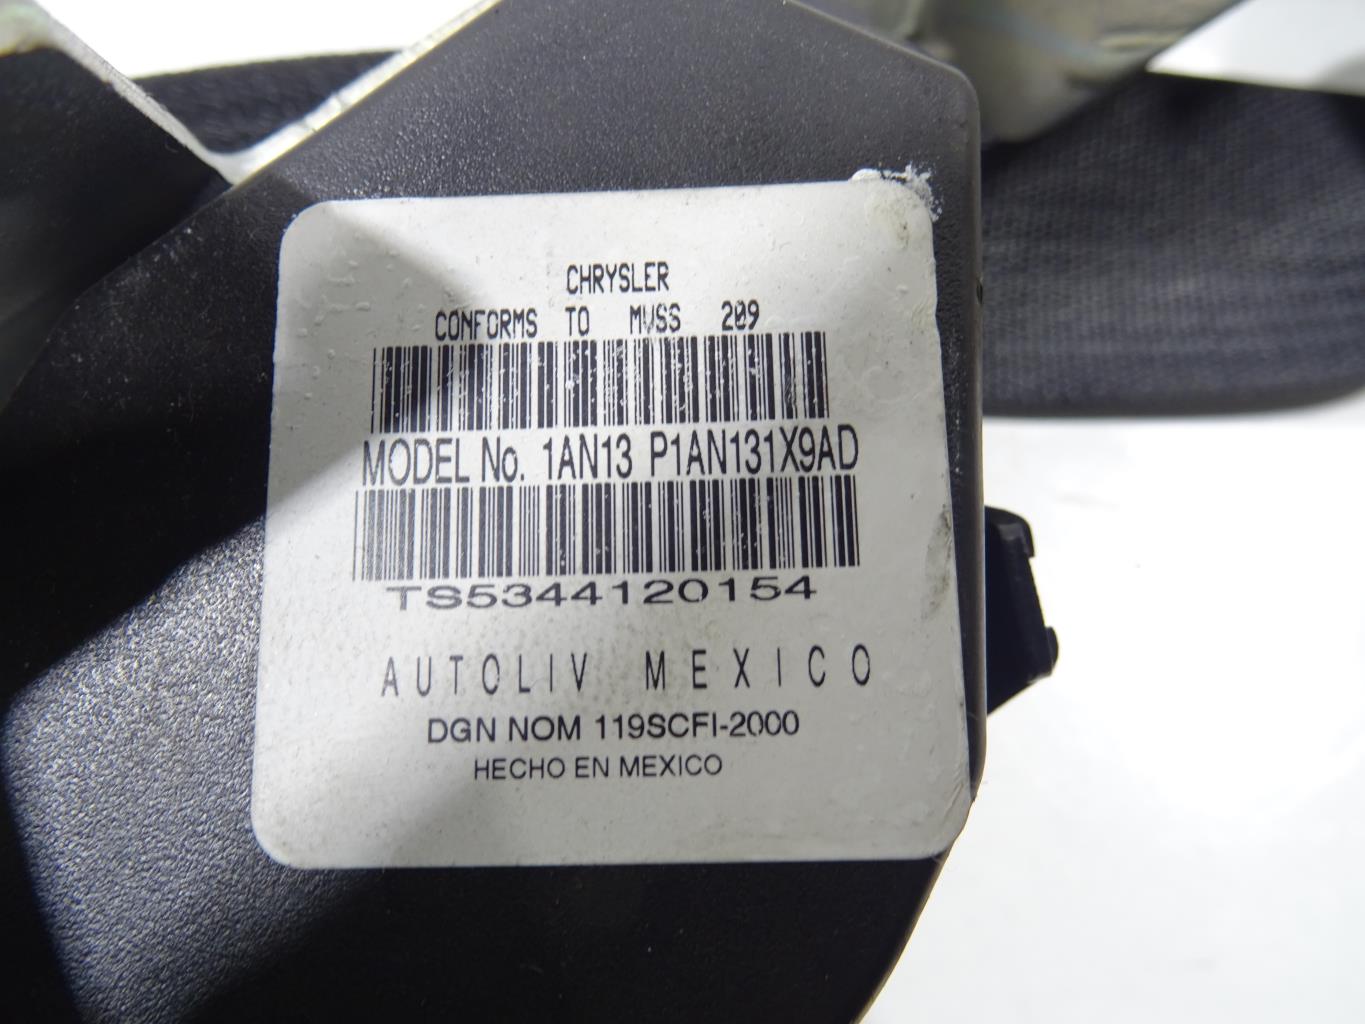 CHRYSLER
CONFORMS TO MVSS 209
MODEL No. 1AN13 P1AN131X9AD
TS5344120154
AUTOLIV MEXICO
DGN NOM 119SCFI-2000
HECHO EN MEXICO